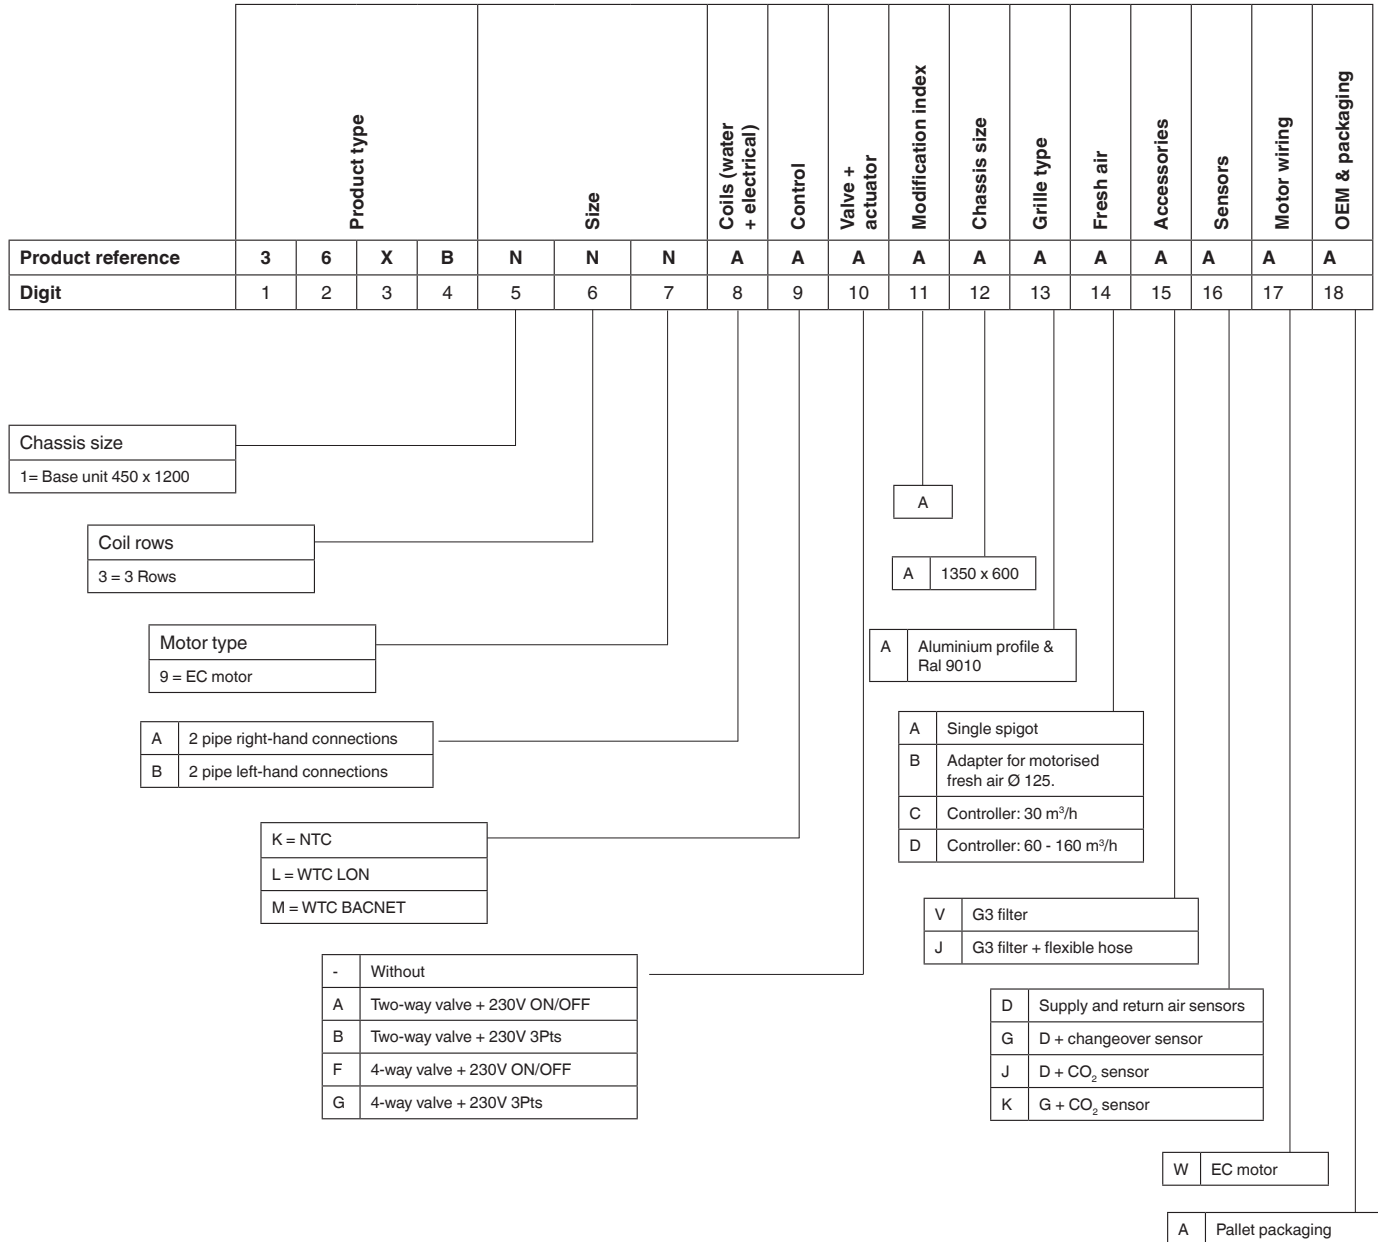 Product type
Size
Coils (water
+ electrical)
Control
Valve +
actuator
Modification index
Chassis size
Grille type
Fresh air
Accessories
Sensors
Motor wiring
OEM & packaging
Product reference 3 6 X B N N N A A A A A A A A A A A
Digit 1 2 3 4 5 6 7 8 9 10 11 12 13 14 15 16 17 18
Chassis size
1= Base unit 450 x 1200
Coil rows
3 = 3 Rows
Motor type
9 = EC motor
A 2 pipe right-hand connections
B 2 pipe left-hand connections
K = NTC
L = WTC LON
M = WTC BACNET
- Without
A Two-way valve + 230V ON/OFF
B Two-way valve + 230V 3Pts
F 4-way valve + 230V ON/OFF
G 4-way valve + 230V 3Pts
A
A 1350 x 600
A Aluminium profile &
Ral 9010
A Single spigot
B Adapter for motorised
fresh air Ø 125.
C Controller: 30 m³/h
D Controller: 60 - 160 m³/h
V G3 filter
J G3 filter + flexible hose
D Supply and return air sensors
G D + changeover sensor
J D + CO₂ sensor
K G + CO₂ sensor
W EC motor
A Pallet packaging